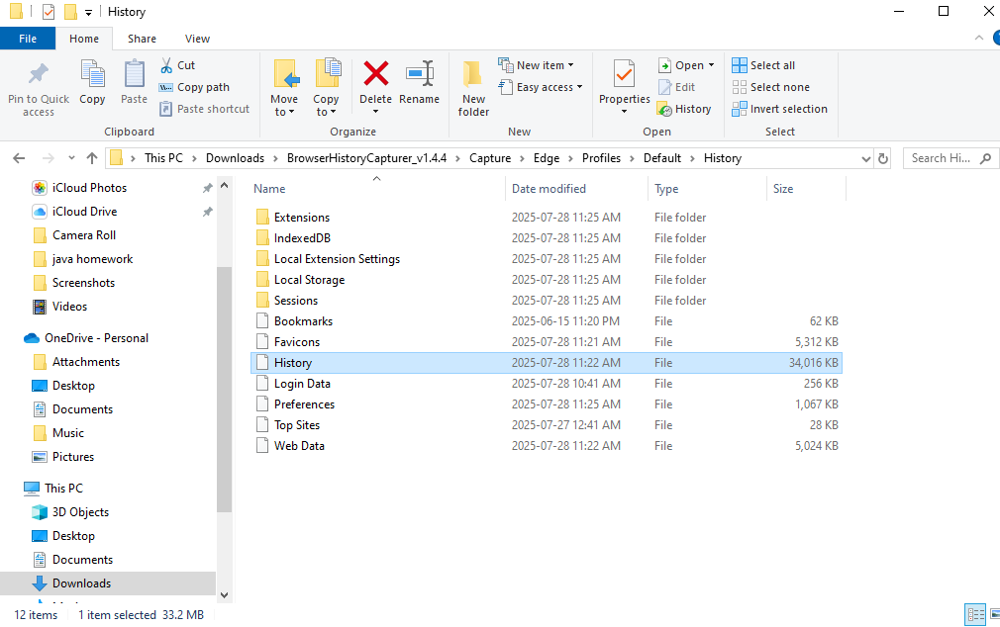 History
File Home Share View
Pin to Quick access
Copy
Paste
Cut
Copy path
Paste shortcut
Clipboard
Move to
Copy to
Delete
Rename
Organize
New folder
New item
Easy access
New
Properties
Open
Edit
History
Open
Select all
Select none
Invert selection
Select
This PC > Downloads > BrowserHistoryCapturer_v1.4.4 > Capture > Edge > Profiles > Default > History
Search Hi...
iCloud Photos
iCloud Drive
Camera Roll
java homework
Screenshots
Videos
OneDrive - Personal
Attachments
Desktop
Documents
Music
Pictures
This PC
3D Objects
Desktop
Documents
Downloads
Name Date modified Type Size
Extensions 2025-07-28 11:25 AM File folder
IndexedDB 2025-07-28 11:25 AM File folder
Local Extension Settings 2025-07-28 11:25 AM File folder
Local Storage 2025-07-28 11:25 AM File folder
Sessions 2025-07-28 11:25 AM File folder
Bookmarks 2025-06-15 11:20 PM File 62 KB
Favicons 2025-07-28 11:21 AM File 5,312 KB
History 2025-07-28 11:22 AM File 34,016 KB
Login Data 2025-07-28 10:41 AM File 256 KB
Preferences 2025-07-28 11:25 AM File 1,067 KB
Top Sites 2025-07-27 12:41 AM File 28 KB
Web Data 2025-07-28 11:22 AM File 5,024 KB
12 items 1 item selected 33.2 MB